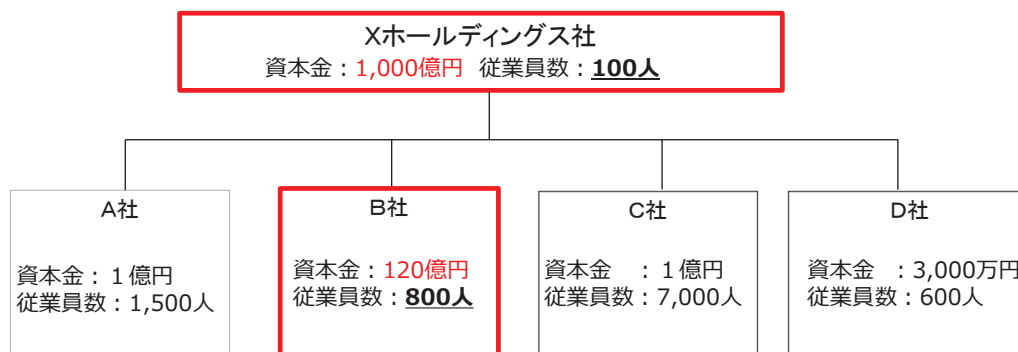 Xホールディングス社
資本金：1,000億円 従業員数：100人
A社
資本金：１億円
従業員数：1,500人
B社
資本金：120億円
従業員数：800人
C社
資本金　：１億円
従業員数：7,000人
D社
資本金　：3,000万円
従業員数：600人